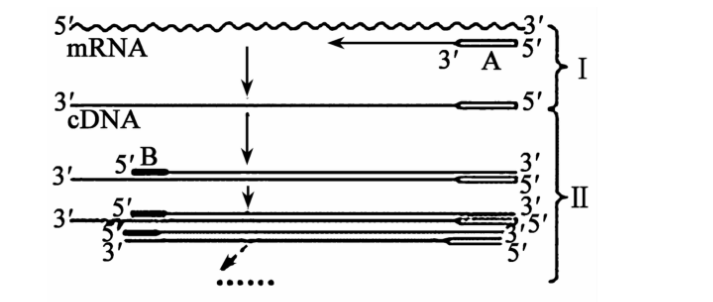 5′ 3′
mRNA 3′ A 5′ Ⅰ
3′ 5′
cDNA
5′ B 3′
3′ 5′ Ⅱ
5′ 3′
3′ 5′
5′ 3′
3′ 5′
......